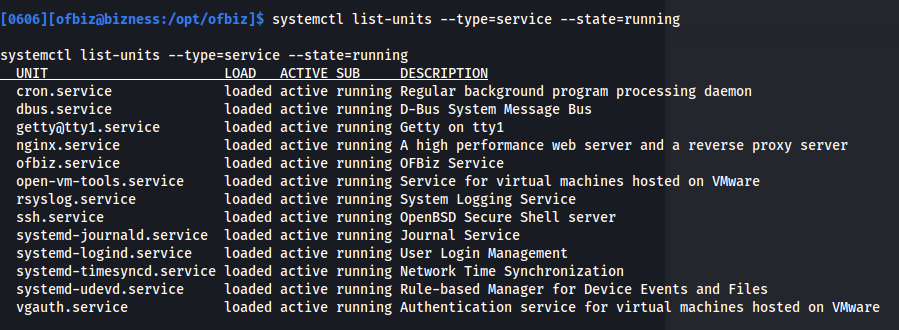 [0606][ofbiz@bizness:/opt/ofbiz]$ systemctl list-units --type=service --state=running
systemctl list-units --type=service --state=running
UNIT LOAD ACTIVE SUB DESCRIPTION
cron.service loaded active running Regular background program processing daemon
dbus.service loaded active running D-Bus System Message Bus
getty@tty1.service loaded active running Getty on tty1
nginx.service loaded active running A high performance web server and a reverse proxy server
ofbiz.service loaded active running OFBiz Service
open-vm-tools.service loaded active running Service for virtual machines hosted on VMware
rsyslog.service loaded active running System Logging Service
ssh.service loaded active running OpenBSD Secure Shell server
systemd-journald.service loaded active running Journal Service
systemd-logind.service loaded active running User Login Management
systemd-timesyncd.service loaded active running Network Time Synchronization
systemd-udevd.service loaded active running Rule-based Manager for Device Events and Files
vgauth.service loaded active running Authentication service for virtual machines hosted on VMware